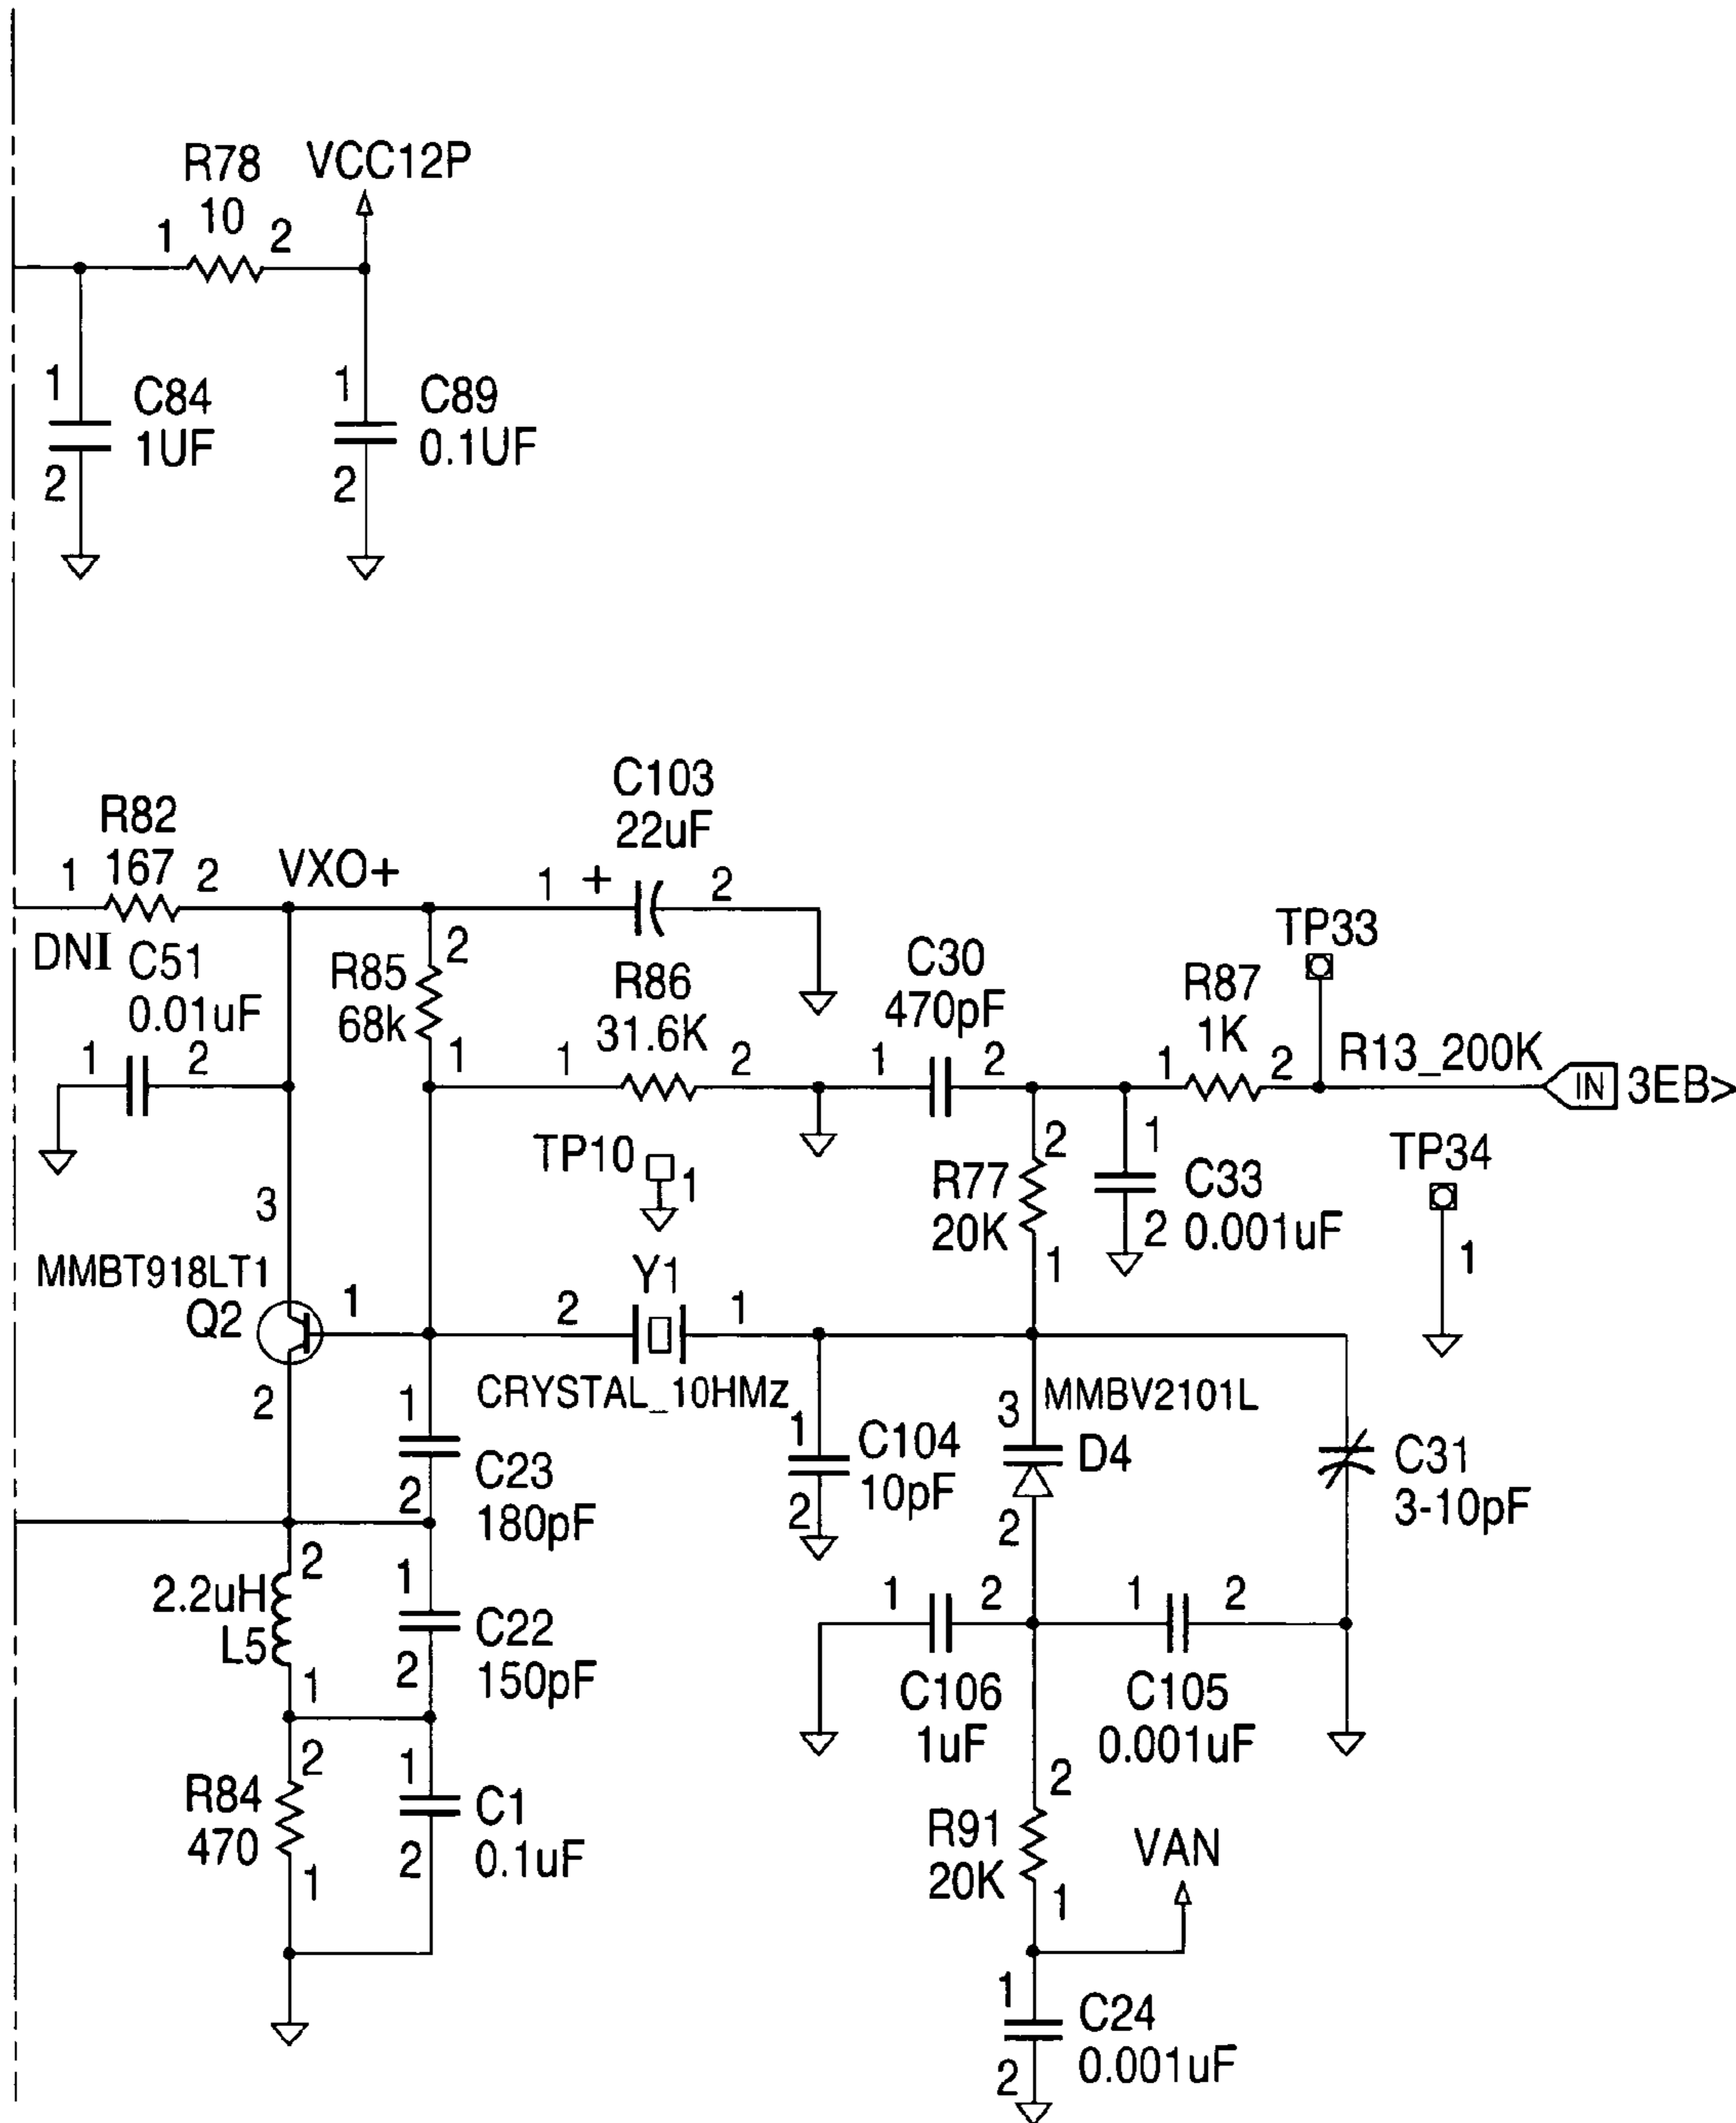 R78
10
VCC12P
1
2
1
C84
1UF
2
1
C89
0.1UF
2
C103
22uF
R82
167
1
2
VXO+
1
+
2
DNI
C51
0.01uF
1
2
R85
68k
2
1
R86
31.6K
1
2
C30
470pF
1
2
TP33
R87
1K
1
2
R13_200K
IN
3EB>
TP10
1
2
R77
20K
1
1
C33
0.001uF
2
TP34
1
3
MMBT918LT1
Q2
1
2
2
Y1
1
CRYSTAL_10HMz
1
C23
180pF
2
1
C104
10pF
2
3
MMBV2101L
D4
2
C31
3-10pF
2
2.2uH
L5
1
1
C22
150pF
2
1
2
C106
1uF
1
2
C105
0.001uF
2
R84
470
1
1
C1
0.1uF
2
2
R91
20K
1
VAN
1
C24
0.001uF
2